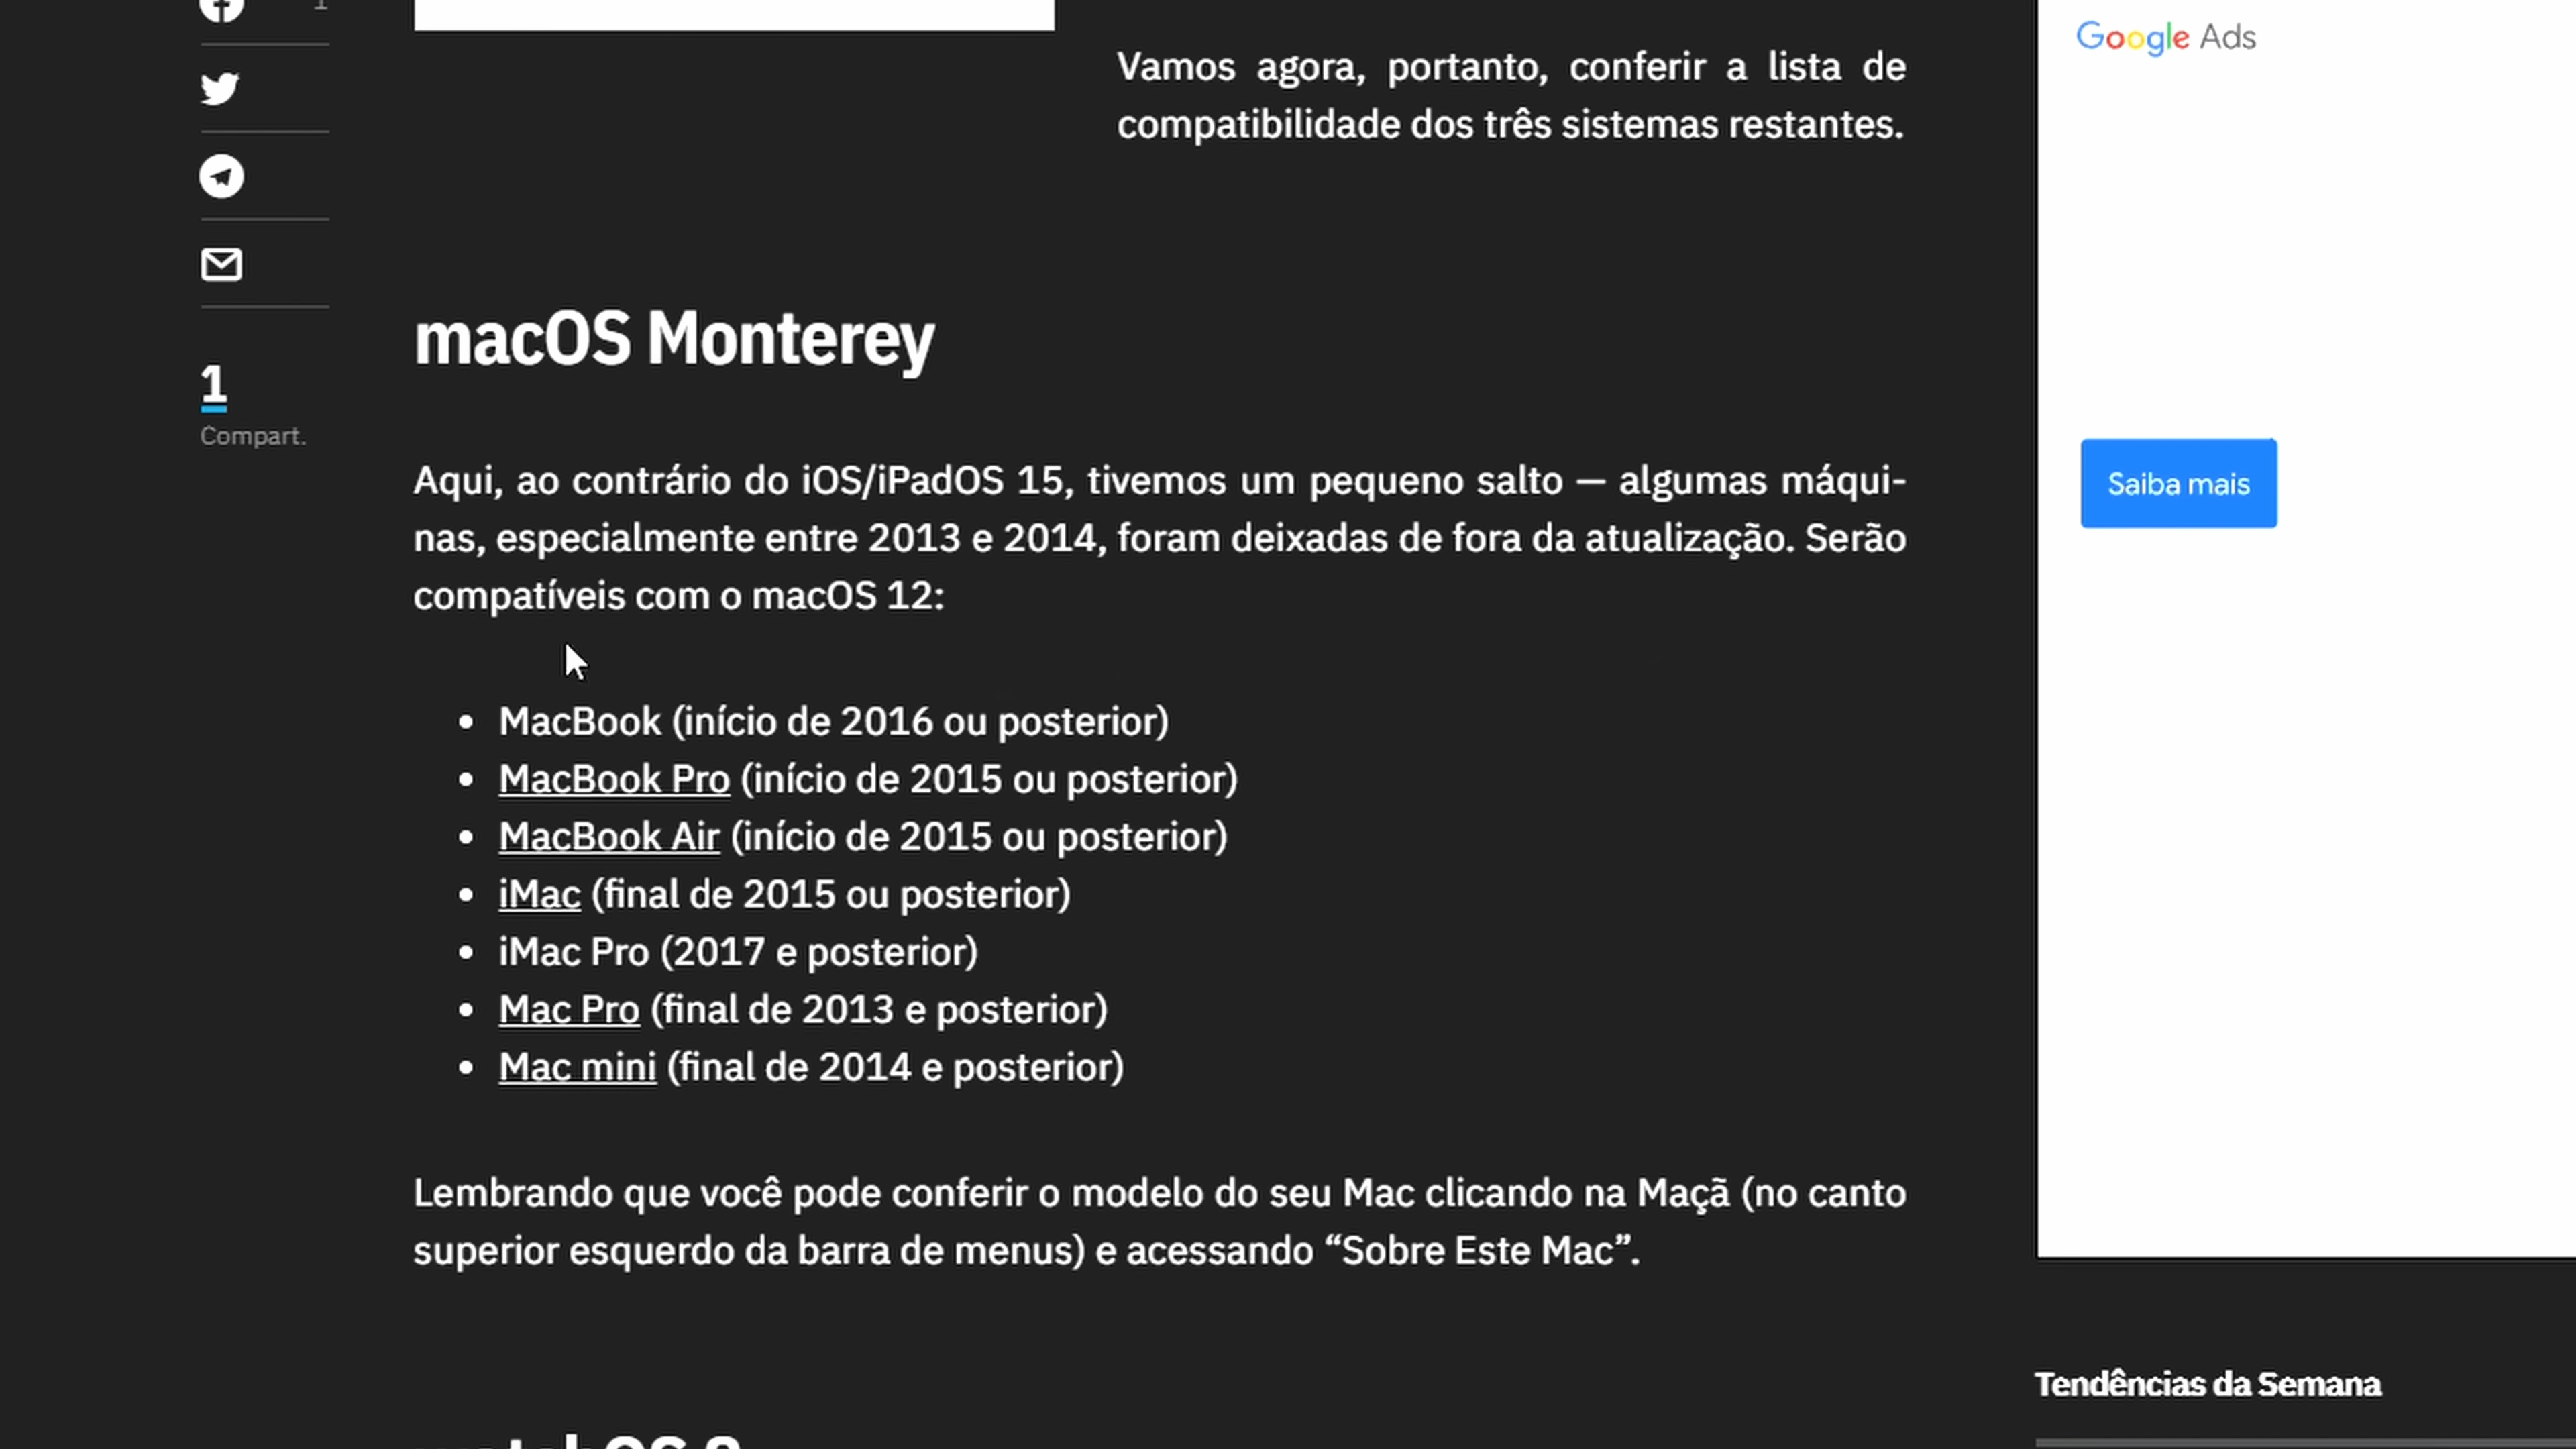 1
Google Ads
Vamos agora, portanto, conferir a lista de
compatibilidade dos três sistemas restantes.
macOS Monterey
1
Compart.
Aqui, ao contrário do iOS/iPadOS 15, tivemos um pequeno salto — algumas máqui-
nas, especialmente entre 2013 e 2014, foram deixadas de fora da atualização. Serão
compatíveis com o macOS 12:
Saiba mais
• MacBook (início de 2016 ou posterior)
• MacBook Pro (início de 2015 ou posterior)
• MacBook Air (início de 2015 ou posterior)
• iMac (final de 2015 ou posterior)
• iMac Pro (2017 e posterior)
• Mac Pro (final de 2013 e posterior)
• Mac mini (final de 2014 e posterior)
Lembrando que você pode conferir o modelo do seu Mac clicando na Maçã (no canto
superior esquerdo da barra de menus) e acessando “Sobre Este Mac”.
Tendências da Semana